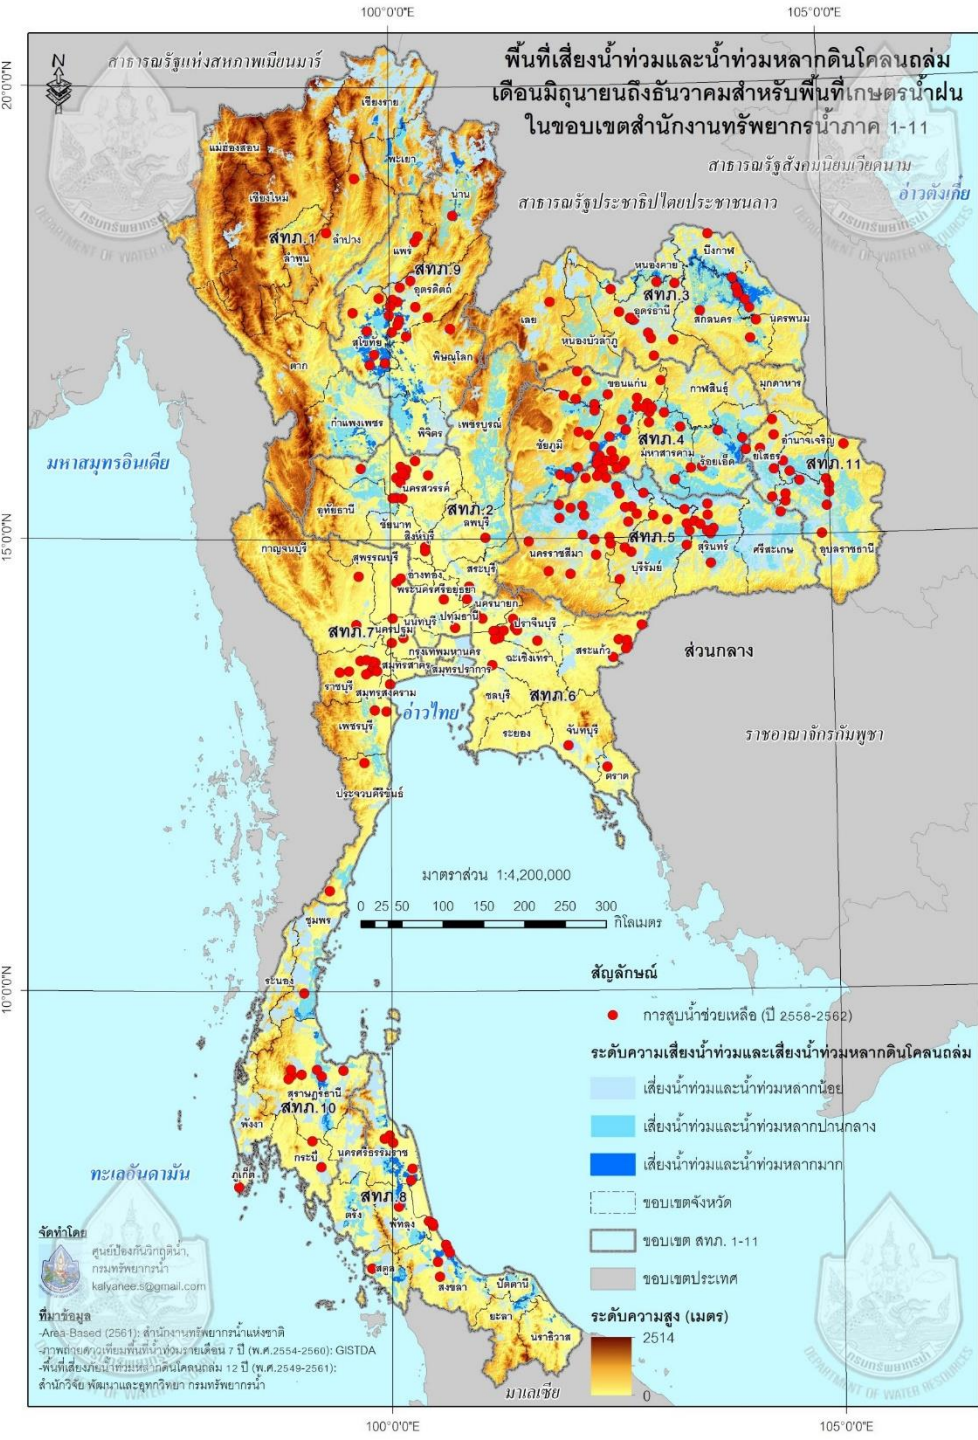 100°0'0"E
105°0'0"E
พื้นที่เสี่ยงน้ำท่วมและน้ำท่วมหลากดินโคลนถล่ม
เดือนมิถุนายนถึงธันวาคมสำหรับพื้นที่เกษตรน้ำฝน
ในขอบเขตสำนักงานทรัพยากรน้ำภาค 1-11
N
สาธารณรัฐแห่งสหภาพเมียนมาร์
20°0'0"N
สาธารณรัฐสังคมนิยมเวียดนาม
อ่าวตังเกี๋ย
สาธารณรัฐประชาธิปไตยประชาชนลาว
กรมทรัพยากรน้ำ
DEPARTMENT OF WATER RESOURCES
เชียงราย
แม่ฮ่องสอน
พะเยา
น่าน
เชียงใหม่
สทภ.1
ลำปาง
ลำพูน
แพร่
สทภ.9
อุตรดิตถ์
บึงกาฬ
หนองคาย
สทภ.3
เลย
อุดรธานี
สกลนคร
นครพนม
หนองบัวลำภู
สุโขทัย
พิษณุโลก
ตาก
ขอนแก่น
กาฬสินธุ์
มุกดาหาร
กำแพงเพชร
พิจิตร
เพชรบูรณ์
ชัยภูมิ
สทภ.4
มหาสารคาม
ร้อยเอ็ด
ยโสธร
อำนาจเจริญ
สทภ.11
มหาสมุทรอินเดีย
นครสวรรค์
อุทัยธานี
สทภ.2
ชัยนาท
ลพบุรี
สิงห์บุรี
15°0'0"N
กาญจนบุรี
สุพรรณบุรี
อ่างทอง
สระบุรี
นครราชสีมา
สทภ.5
บุรีรัมย์
สุรินทร์
ศรีสะเกษ
อุบลราชธานี
พระนครศรีอยุธยา
นครนายก
ปทุมธานี
นนทบุรี
ปราจีนบุรี
สทภ.7
นครปฐม
กรุงเทพมหานคร
ฉะเชิงเทรา
สระแก้ว
ส่วนกลาง
สมุทรสาคร
สมุทรปราการ
ราชบุรี
สมุทรสงคราม
ชลบุรี
สทภ.6
อ่าวไทย
เพชรบุรี
ระยอง
จันทบุรี
ราชอาณาจักรกัมพูชา
ตราด
ประจวบคีรีขันธ์
มาตราส่วน 1:4,200,000
0 25 50 100 150 200 250 300
กิโลเมตร
ชุมพร
ระนอง
10°0'0"N
สุราษฎร์ธานี
สทภ.10
พังงา
กระบี่
นครศรีธรรมราช
ภูเก็ต
ทะเลอันดามัน
สทภ.8
ตรัง
พัทลุง
สตูล
สงขลา
ปัตตานี
ยะลา
นราธิวาส
มาเลเซีย
สัญลักษณ์
การสูบน้ำช่วยเหลือ (ปี 2558-2562)
ระดับความเสี่ยงน้ำท่วมและเสี่ยงน้ำท่วมหลากดินโคลนถล่ม
เสี่ยงน้ำท่วมและน้ำท่วมหลากน้อย
เสี่ยงน้ำท่วมและน้ำท่วมหลากปานกลาง
เสี่ยงน้ำท่วมและน้ำท่วมหลากมาก
ขอบเขตจังหวัด
ขอบเขต สทภ. 1-11
ขอบเขตประเทศ
ระดับความสูง (เมตร)
2514
0
จัดทำโดย
ศูนย์ป้องกันวิกฤติน้ำ,
กรมทรัพยากรน้ำ
kalyanee.s@gmail.com
ที่มาข้อมูล
-Area Based (2561): สำนักงานทรัพยากรน้ำแห่งชาติ
-ภาพถ่ายดาวเทียมพื้นที่น้ำท่วมรายเดือน 7 ปี (พ.ศ.2554-2560): GISTDA
-พื้นที่เสี่ยงภัยน้ำท่วมหลากดินโคลนถล่ม 12 ปี (พ.ศ.2549-2561):
สำนักวิจัย พัฒนาและอุทกวิทยา กรมทรัพยากรน้ำ
100°0'0"E
105°0'0"E